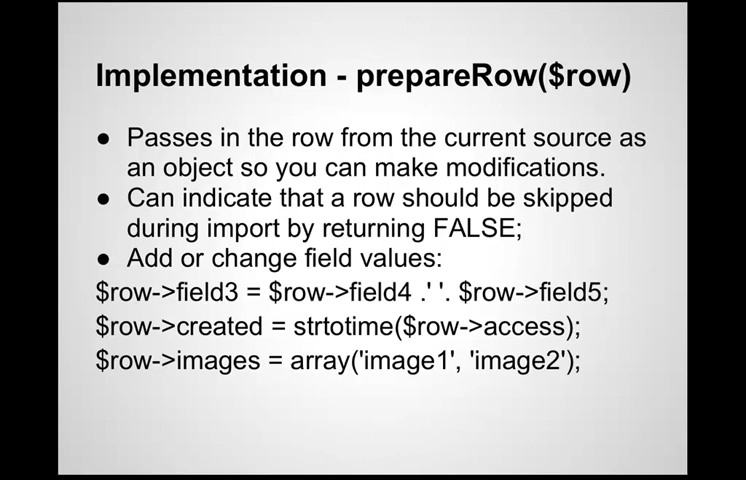 Implementation - prepareRow($row)
● Passes in the row from the current source as
an object so you can make modifications.
● Can indicate that a row should be skipped
during import by returning FALSE;
● Add or change field values:
$row->field3 = $row->field4 .' '. $row->field5;
$row->created = strtotime($row->access);
$row->images = array('image1', 'image2');